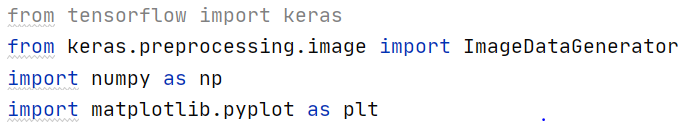 from tensorflow import keras
from keras.preprocessing.image import ImageDataGenerator
import numpy as np
import matplotlib.pyplot as plt